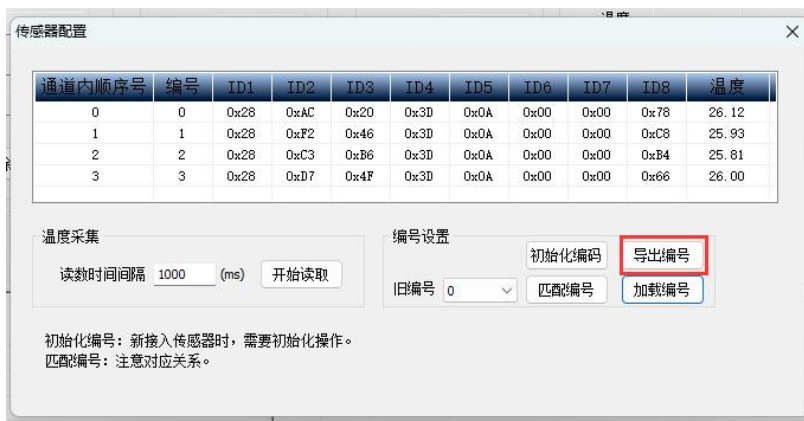 温度
传感器配置
通道内顺序号 编号 ID1 ID2 ID3 ID4 ID5 ID6 ID7 ID8 温度
0 0 0x28 0xAC 0x20 0x3D 0x0A 0x00 0x00 0x78 26.12
1 1 0x28 0xF2 0x46 0x3D 0x0A 0x00 0x00 0xC8 25.93
2 2 0x28 0xC3 0xB6 0x3D 0x0A 0x00 0x00 0xB4 25.81
3 3 0x28 0xD7 0x4F 0x3D 0x0A 0x00 0x00 0x66 26.00
温度采集
读数时间间隔 1000 (ms) 开始读取
编号设置
初始化编码 导出编号
旧编号 0 匹配编号 加载编号
初始化编号：新接入传感器时，需要初始化操作。
匹配编号：注意对应关系。